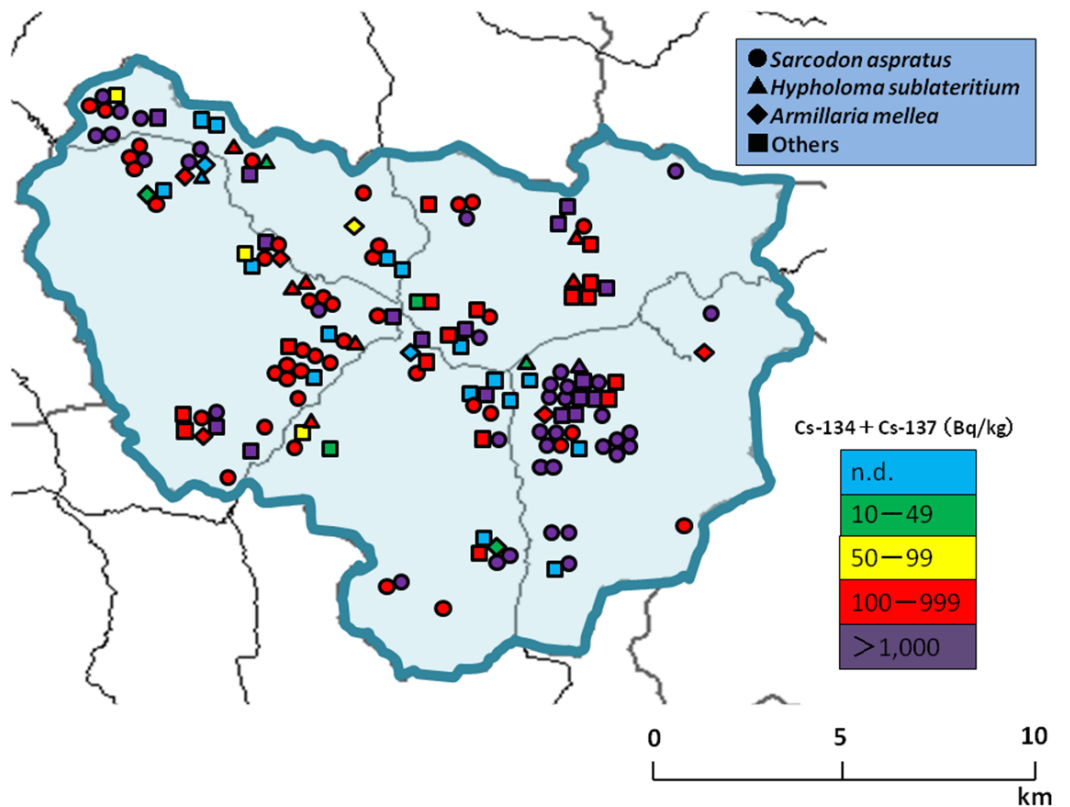 Sarcodon aspratus
Hypholoma sublateritium
Armillaria mellea
Others
Cs-134＋Cs-137（Bq/kg）
n.d.
10－49
50－99
100－999
＞1,000
0 5 10
km